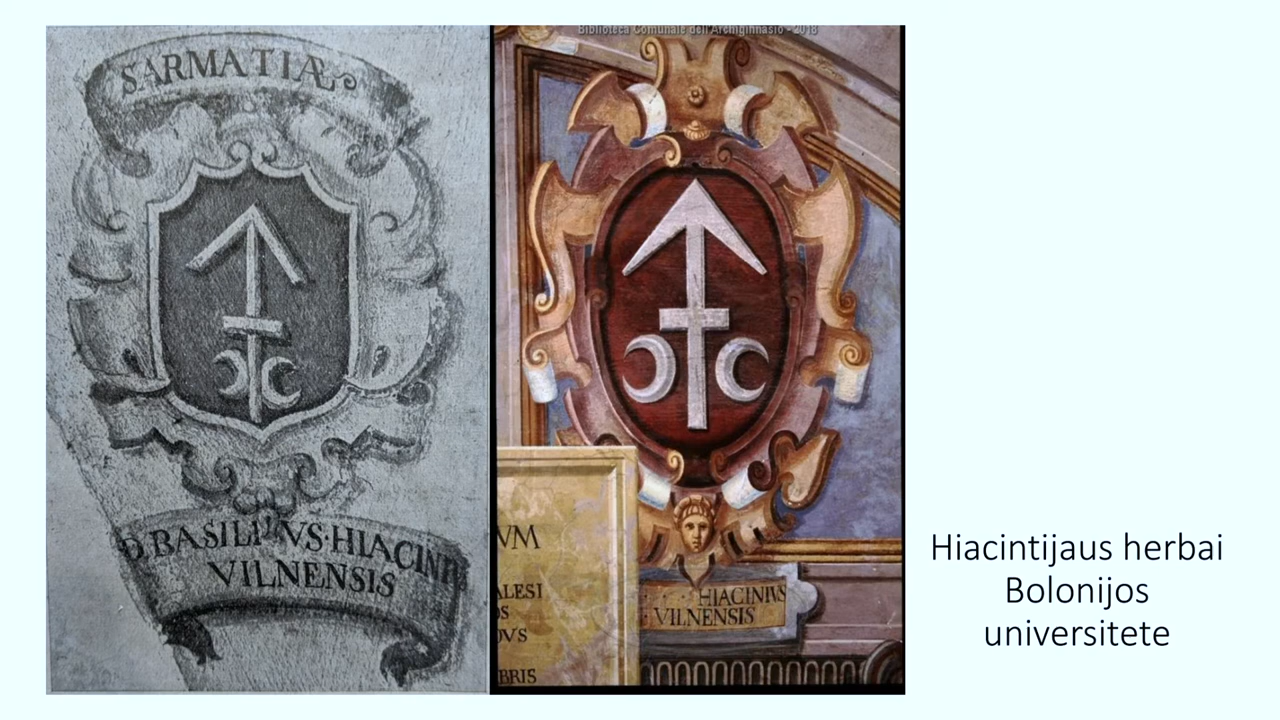 SARMATIÆ
D. BASILIVS·HIACINT
VILNENSIS
Biblioteca Comunale dell'Archiginnasio - 2018
HIACINIVS
VILNENSIS
VM
ALESI
OS
OVS
BRIS
Hiacintijaus herbai
Bolonijos
universitete